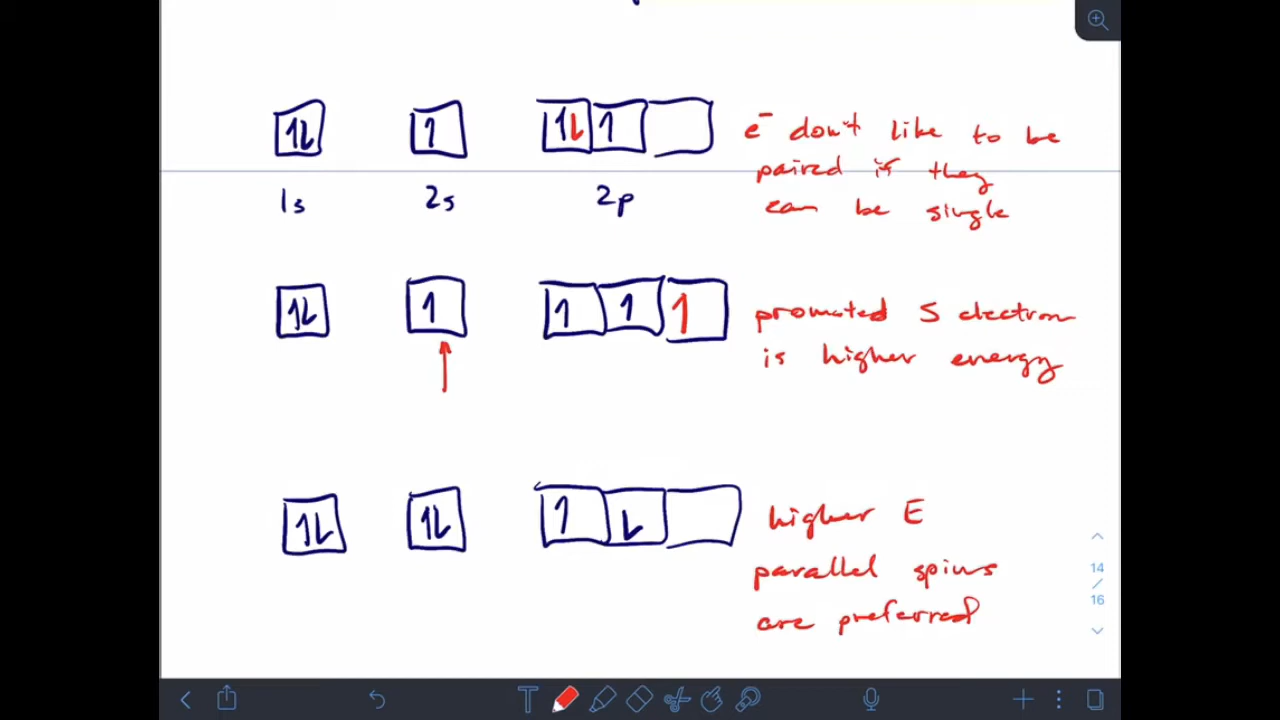 e⁻ don't like to be
paired if they
can be single
1s 2s 2p
promoted S electron
is higher energy
higher E
parallel spins
are preferred
14
/
16
T